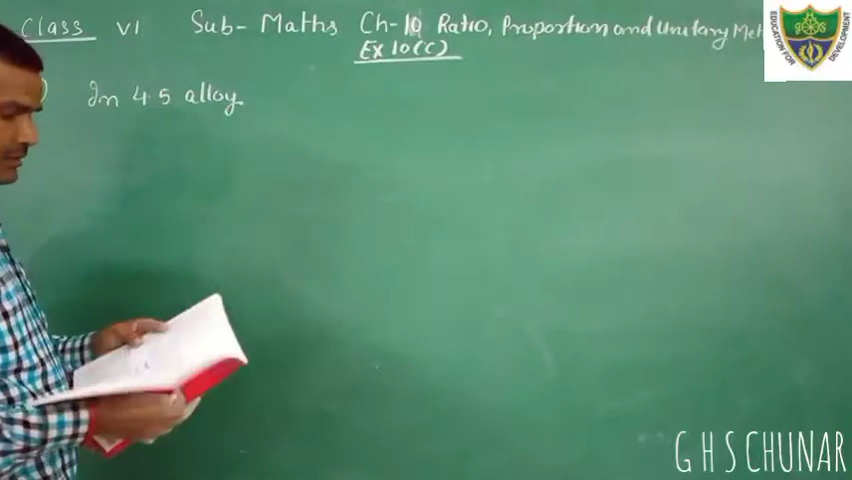 Class VI Sub- Maths Ch-10 Ratio, Proportion and Unitary Met
Ex 10(C)
) In 4.5 alloy
EDUCATION FOR DEVELOPMENT
G H S CHUNAR